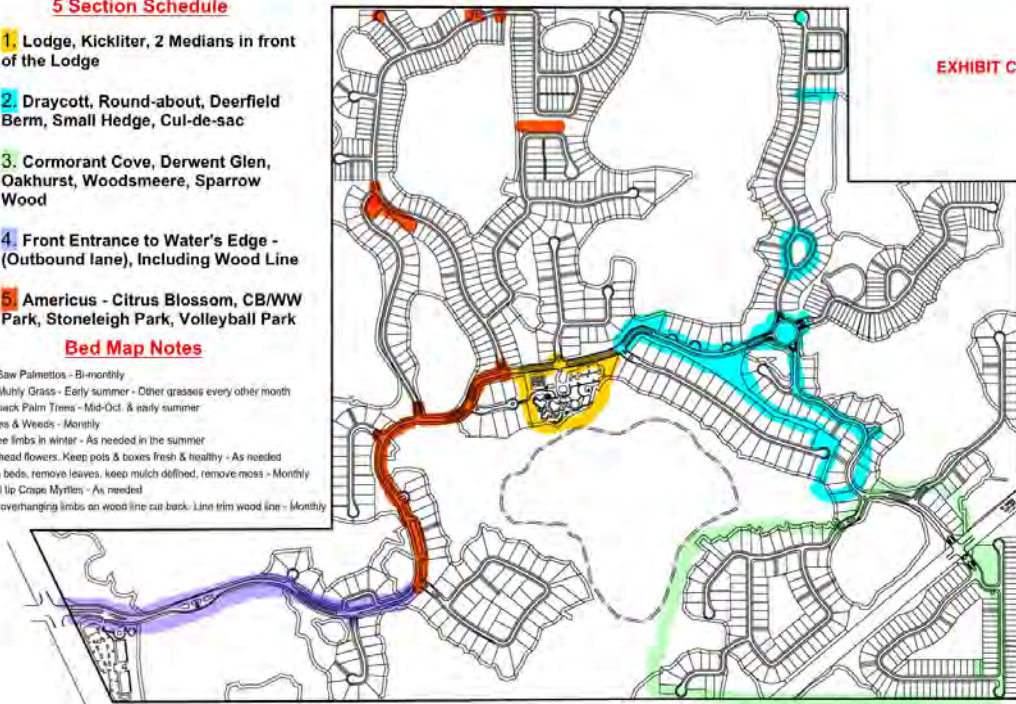 5 Section Schedule
1. Lodge, Kickliter, 2 Medians in front
of the Lodge
2. Draycott, Round-about, Deerfield
Berm, Small Hedge, Cul-de-sac
3. Cormorant Cove, Derwent Glen,
Oakhurst, Woodsmeere, Sparrow
Wood
4. Front Entrance to Water's Edge -
(Outbound lane), Including Wood Line
5. Americus - Citrus Blossom, CB/WW
Park, Stoneleigh Park, Volleyball Park
Bed Map Notes
Saw Palmettos - Bi-monthly
Muhly Grass - Early summer - Other grasses every other month
back Palm Trees - Mid-Oct. & early summer
es & Weeds - Monthly
ee limbs in winter - As needed in the summer
head flowers. Keep pots & boxes fresh & healthy - As needed
beds, remove leaves, keep mulch defined, remove moss - Monthly
up Crape Myrtles - As needed
overhanging limbs on wood line cut back. Line trim wood line - Monthly
EXHIBIT C